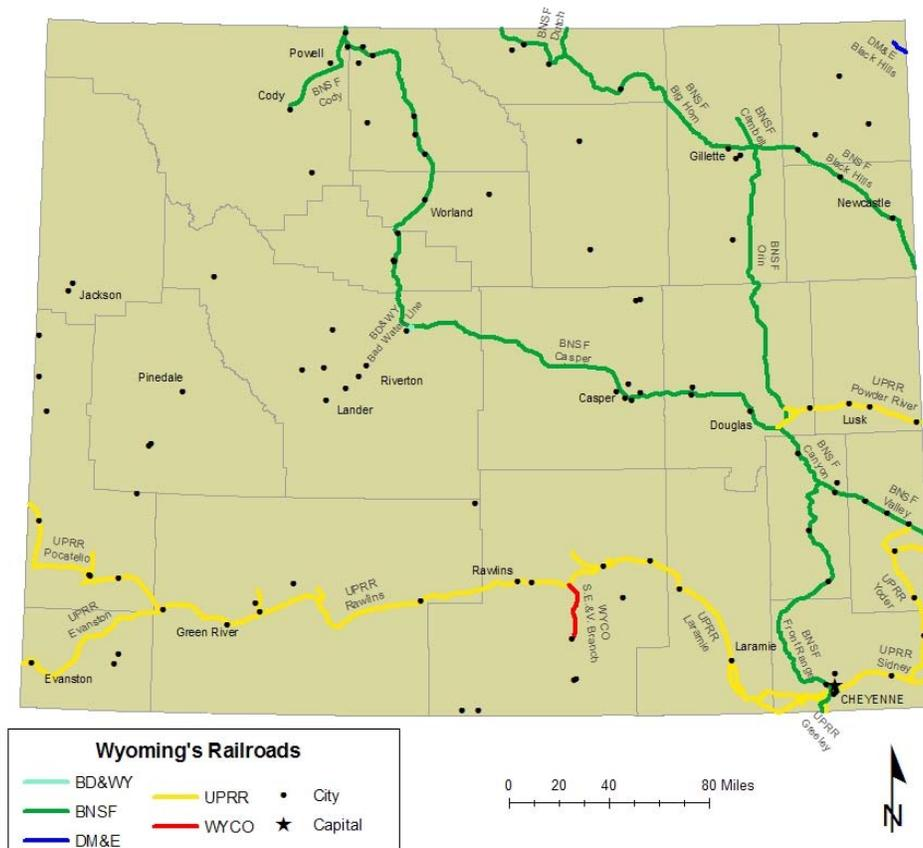 BNSF
Dutch
DM&E
Black Hills
Powell
BNSF
Cody
Cody
BNSF
Big Horn
BNSF
Cambell
Gillette
BNSF
Black Hills
Newcastle
Worland
BNSF
Orin
Jackson
BD&WY
Bad Water Line
BNSF
Casper
Pinedale
Riverton
Lander
Casper
Douglas
UPRR
Powder River
Lusk
BNSF
Canyon
BNSF
Valley
UPRR
Pocatello
Rawlins
UPRR
Rawlins
UPRR
Evanston
Green River
WYCO
S.E.&V. Branch
UPRR
Laramie
UPRR
Yoder
Laramie
BNSF
Front Range
UPRR
Sidney
Evanston
CHEYENNE
UPRR
Greeley
Wyoming's Railroads
BD&WY
BNSF
DM&E
UPRR
WYCO
City
Capital
0 40 80 Miles
N